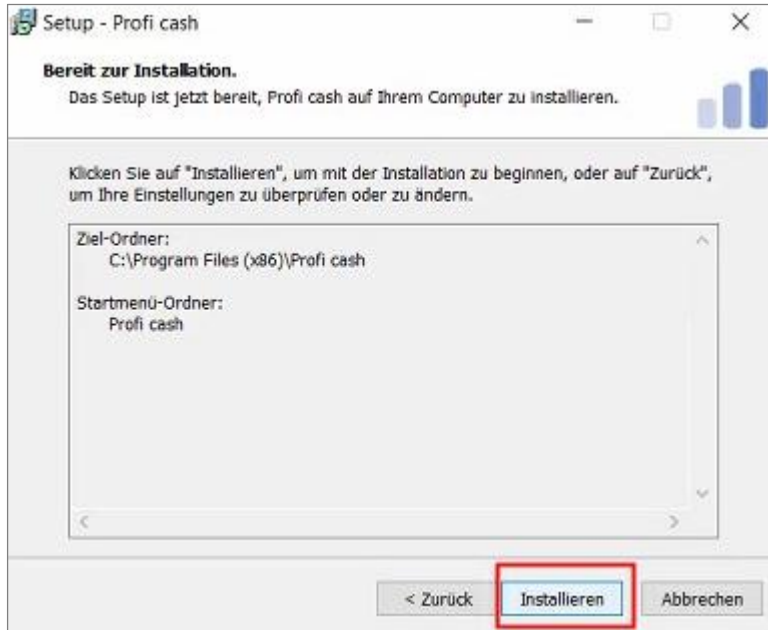 Setup - Profi cash
Bereit zur Installation.
Das Setup ist jetzt bereit, Profi cash auf Ihrem Computer zu installieren.
Klicken Sie auf "Installieren", um mit der Installation zu beginnen, oder auf "Zurück",
um Ihre Einstellungen zu überprüfen oder zu ändern.
Ziel-Ordner:
C:\Program Files (x86)\Profi cash
Startmenü-Ordner:
Profi cash
< Zurück Installieren Abbrechen